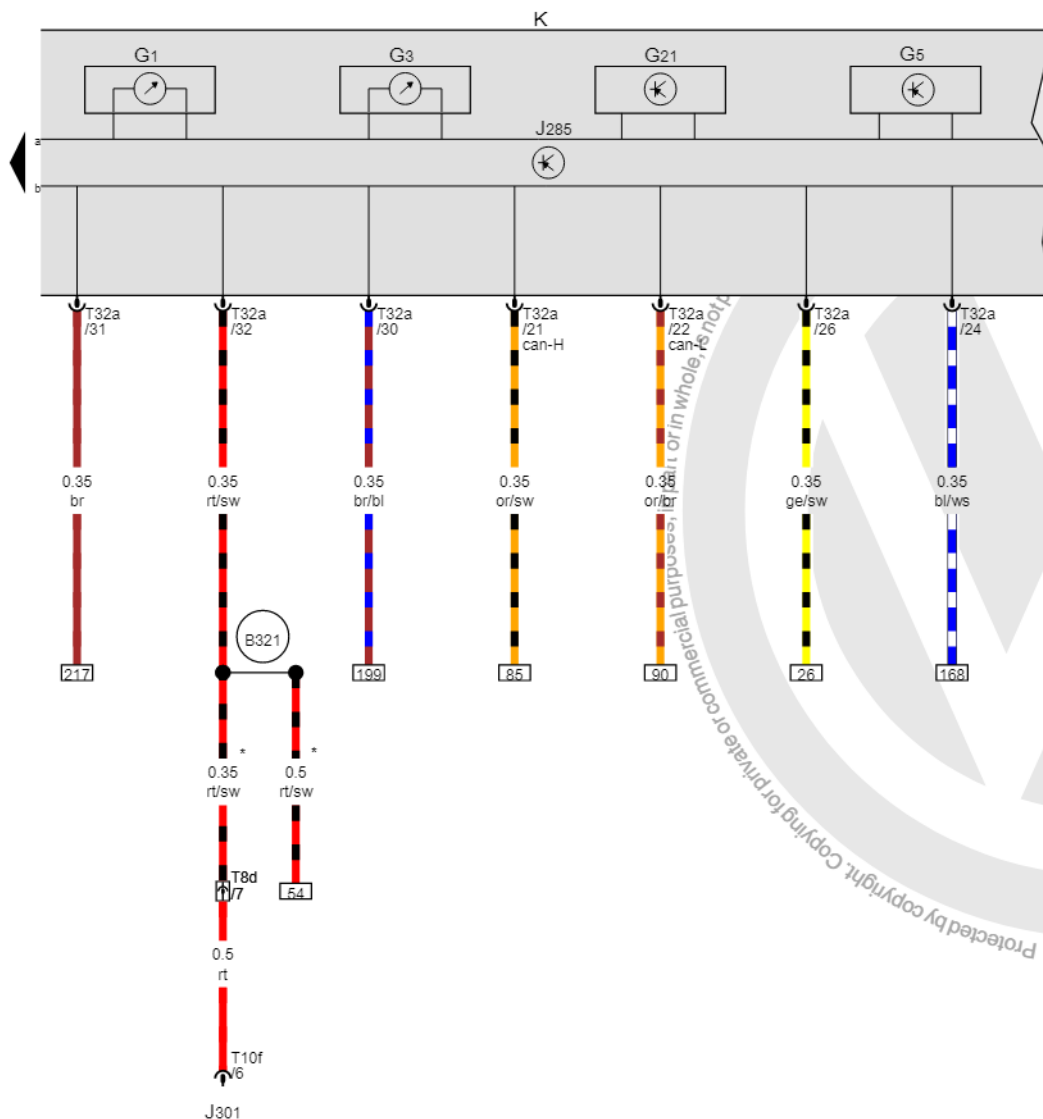 K
G1
G3
G21
G5
J285
a
b
T32a
/31
T32a
/32
T32a
/30
T32a
/21
can-H
T32a
/22
can-L
T32a
/26
T32a
/24
0.35
br
0.35
rt/sw
0.35
br/bl
0.35
or/sw
0.35
or/br
0.35
ge/sw
0.35
bl/ws
B321
217
199
85
90
26
168
*
*
0.35
rt/sw
0.5
rt/sw
T8d
/7
54
0.5
rt
T10f
/6
J301
Protected by copyright. Copying for private or commercial purposes, in part or in whole, is not p